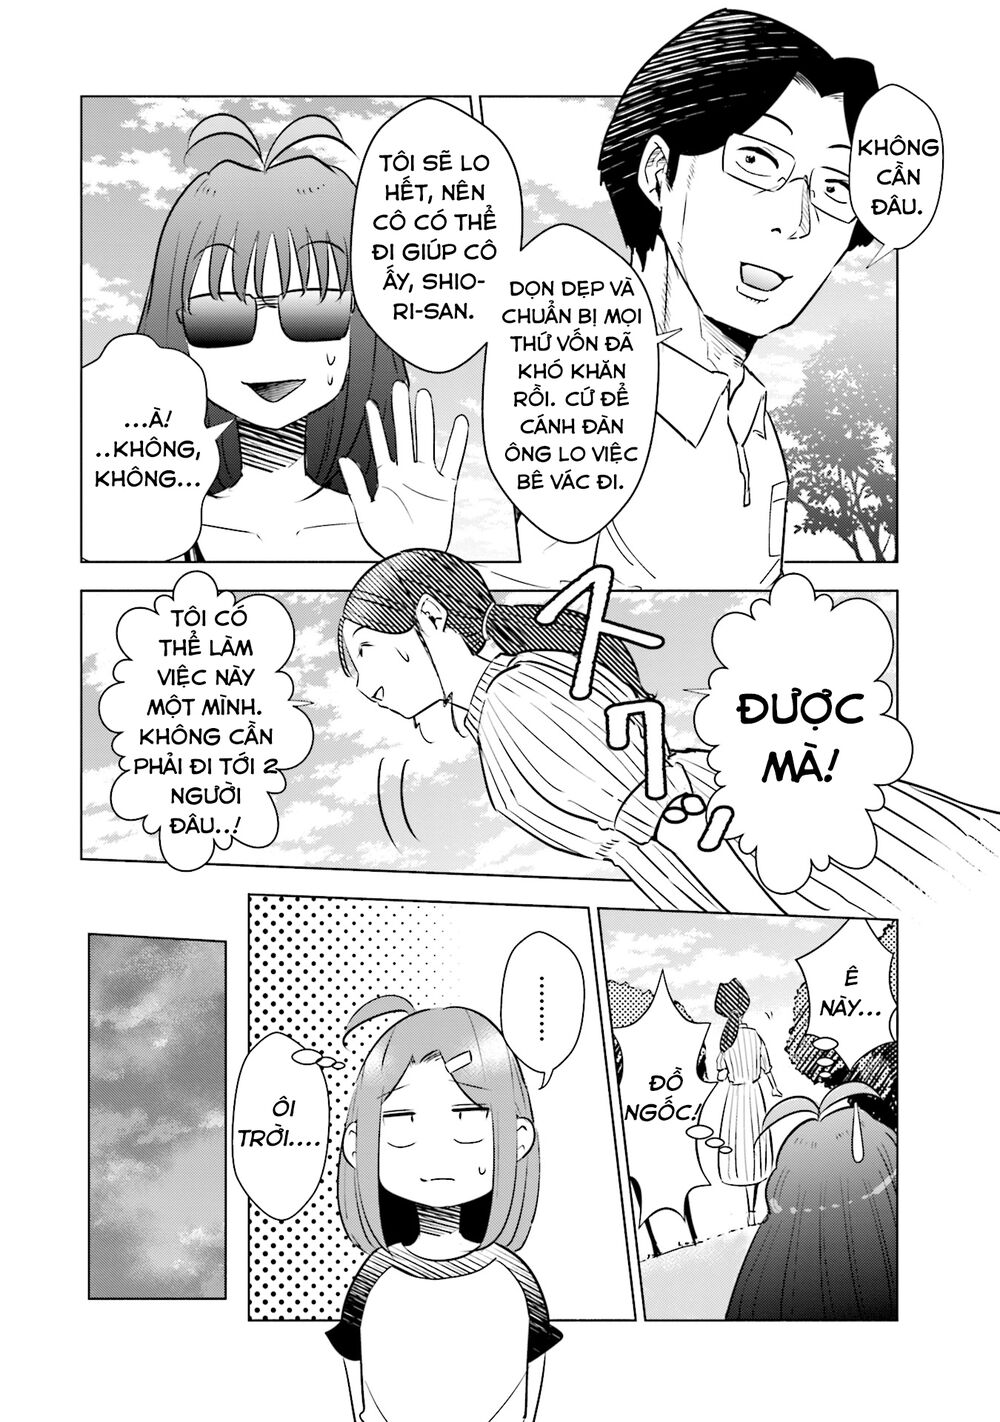 KHÔNG
CẦN
ĐÂU.
DỌN DẸP VÀ
CHUẨN BỊ MỌI
THỨ VỐN ĐÃ
KHÓ KHĂN
RỒI. CỨ ĐỂ
CÁNH ĐÀN
ÔNG LO VIỆC
BÊ VÁC ĐI.
TÔI SẼ LO
HẾT, NÊN
CÔ CÓ THỂ
ĐI GIÚP CÔ
ẤY, SHIO-
RI-SAN.
...À!
..KHÔNG,
KHÔNG...
ĐƯỢC
MÀ!
TÔI CÓ
THỂ LÀM
VIỆC NÀY
MỘT MÌNH.
KHÔNG CẦN
PHẢI ĐI TỚI 2
NGƯỜI
ĐÂU..!
Ê
NÀY...
ĐỒ
NGỐC!
.......
ÔI
TRỜI....